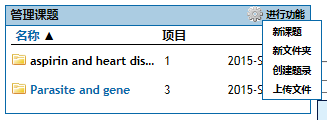 管理课题 进行功能
名称 ▲ 项目 新课题
新文件夹
aspirin and heart dis... 1 2015-S
创建题录
Parasite and gene 3 2015-S
上传文件